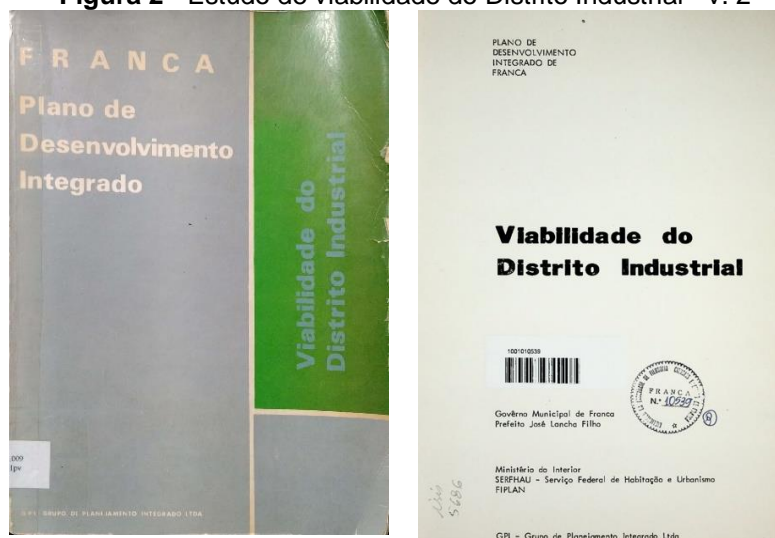 Figura 2 - Estudo de viabilidade do Distrito Industrial - v. 2
FRANCA
Plano de
Desenvolvimento
Integrado
Viabilidade do
Distrito Industrial
.009
1pv
GPI - GRUPO DE PLANEJAMENTO INTEGRADO LTDA
PLANO DE
DESENVOLVIMENTO
INTEGRADO DE
FRANCA
Viabilidade do
Distrito Industrial
1001010539
FRANCA
N.º 10539
Govêrno Municipal de Franca
Prefeito José Lancha Filho
Ministério do Interior
SERFHAU - Serviço Federal de Habitação e Urbanismo
FIPLAN
5686
GPI - Grupo de Planejamento Integrado Ltda